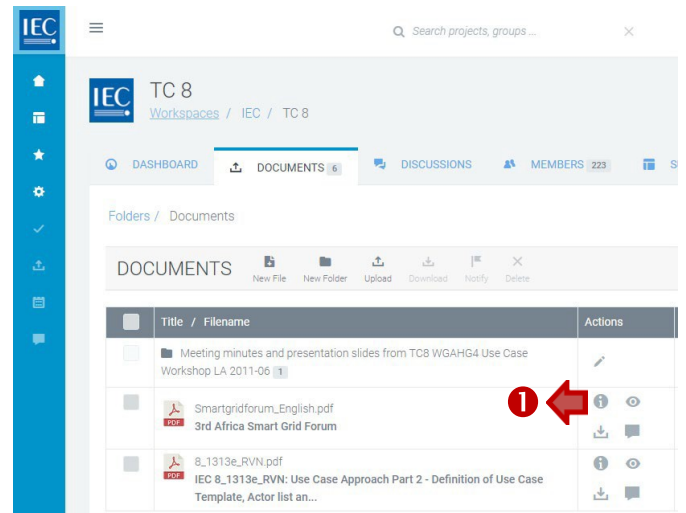 IEC
Search projects, groups ...
IEC
TC 8
Workspaces / IEC / TC 8
DASHBOARD
DOCUMENTS 6
DISCUSSIONS
MEMBERS 223
S
Folders / Documents
DOCUMENTS
New File
New Folder
Upload
Download
Notify
Delete
Title / Filename
Actions
Meeting minutes and presentation slides from TC8 WGAHG4 Use Case
Workshop LA 2011-06 1
1
PDF
Smartgridforum_English.pdf
3rd Africa Smart Grid Forum
PDF
8_1313e_RVN.pdf
IEC 8_1313e_RVN: Use Case Approach Part 2 - Definition of Use Case
Template, Actor list an...